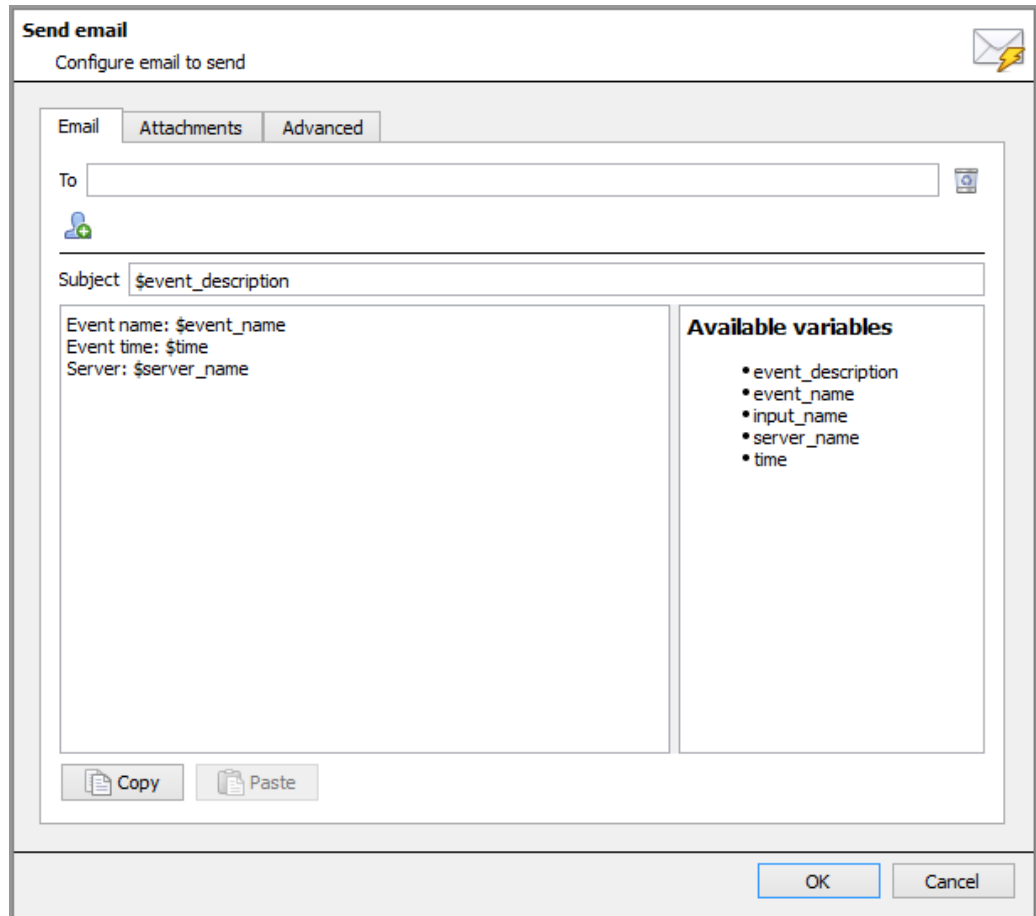 Send email
Configure email to send
Email Attachments Advanced
To
Subject $event_description
Event name: $event_name
Event time: $time
Server: $server_name
Available variables
• event_description
• event_name
• input_name
• server_name
• time
Copy Paste
OK Cancel